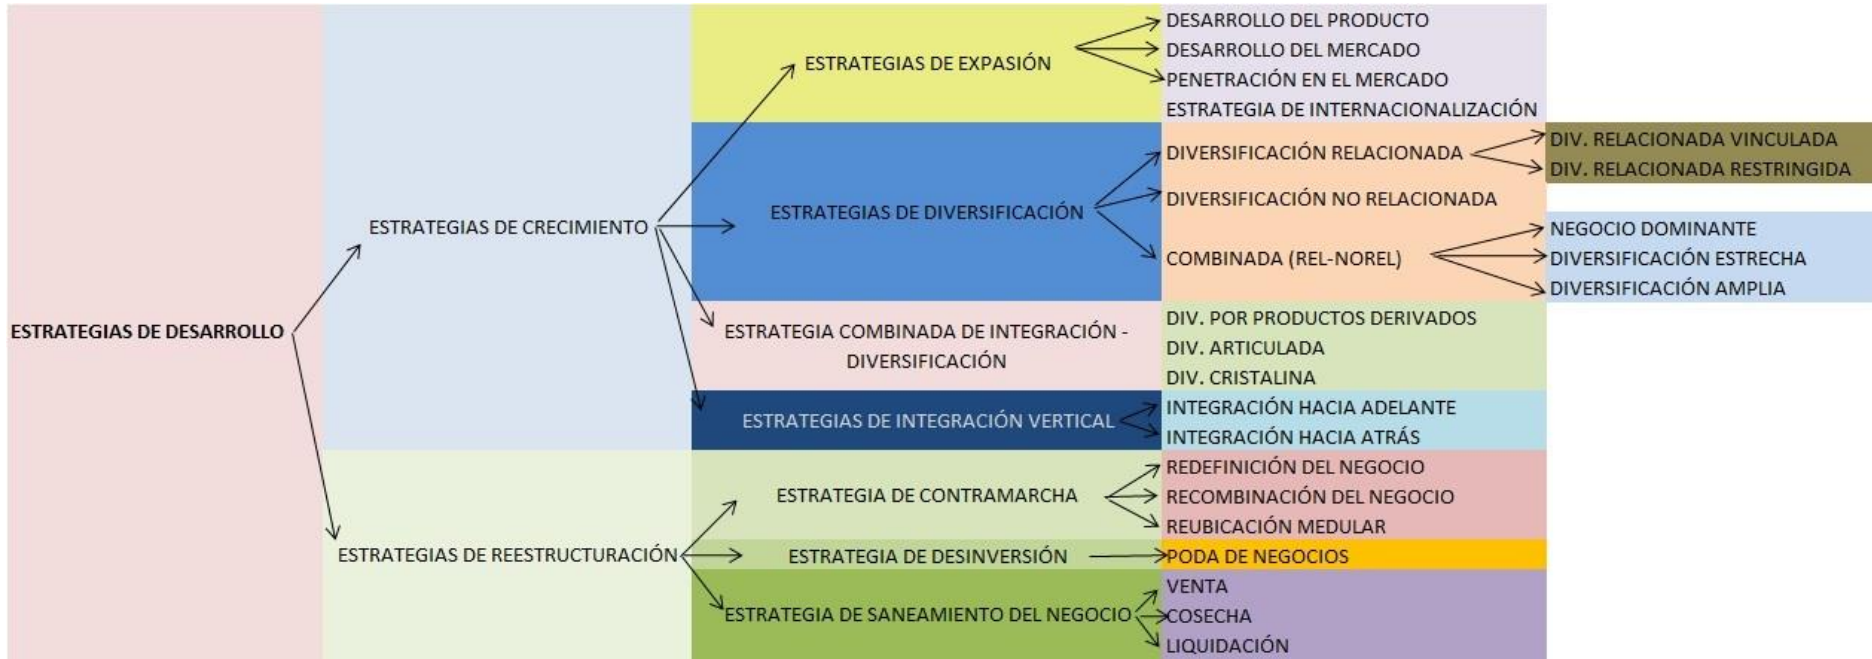 ESTRATEGIAS DE DESARROLLO
ESTRATEGIAS DE CRECIMIENTO
ESTRATEGIAS DE EXPASIÓN
DESARROLLO DEL PRODUCTO
DESARROLLO DEL MERCADO
PENETRACIÓN EN EL MERCADO
ESTRATEGIA DE INTERNACIONALIZACIÓN
ESTRATEGIAS DE DIVERSIFICACIÓN
DIVERSIFICACIÓN RELACIONADA
DIV. RELACIONADA VINCULADA
DIV. RELACIONADA RESTRINGIDA
DIVERSIFICACIÓN NO RELACIONADA
COMBINADA (REL-NOREL)
NEGOCIO DOMINANTE
DIVERSIFICACIÓN ESTRECHA
DIVERSIFICACIÓN AMPLIA
ESTRATEGIA COMBINADA DE INTEGRACIÓN -
DIVERSIFICACIÓN
DIV. POR PRODUCTOS DERIVADOS
DIV. ARTICULADA
DIV. CRISTALINA
ESTRATEGIAS DE INTEGRACIÓN VERTICAL
INTEGRACIÓN HACIA ADELANTE
INTEGRACIÓN HACIA ATRÁS
ESTRATEGIAS DE REESTRUCTURACIÓN
ESTRATEGIA DE CONTRAMARCHA
REDEFINICIÓN DEL NEGOCIO
RECOMBINACIÓN DEL NEGOCIO
REUBICACIÓN MEDULAR
ESTRATEGIA DE DESINVERSIÓN
PODA DE NEGOCIOS
ESTRATEGIA DE SANEAMIENTO DEL NEGOCIO
VENTA
COSECHA
LIQUIDACIÓN